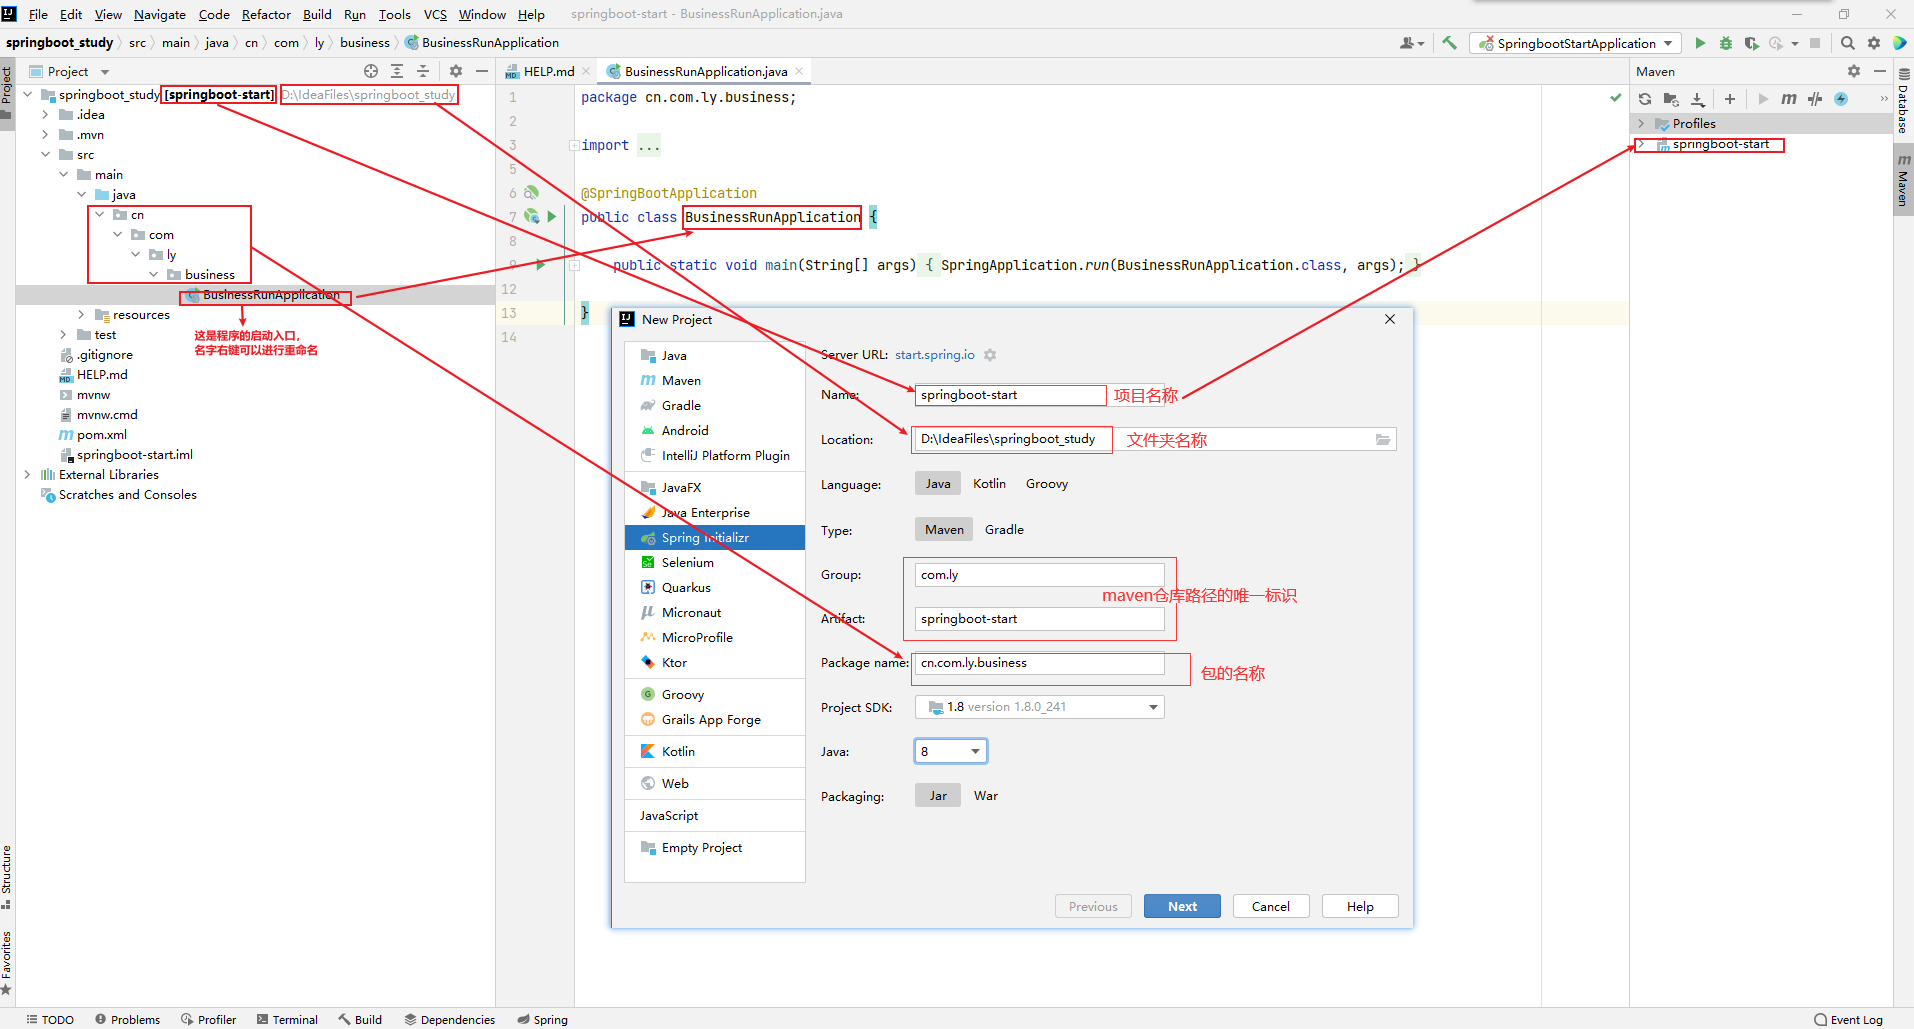 File Edit View Navigate Code Refactor Build Run Tools VCS Window Help springboot-start - BusinessRunApplication.java
springboot_study src main java cn com ly business BusinessRunApplication
SpringbootStartApplication
Project
HELP.md
BusinessRunApplication.java
Maven
springboot_study [springboot-start] D:\IdeaFiles\springboot_study
.idea
.mvn
src
main
java
cn
com
ly
business
BusinessRunApplication
这是程序的启动入口,
名字右键可以进行重命名
resources
test
.gitignore
HELP.md
mvnw
mvnw.cmd
pom.xml
springboot-start.iml
External Libraries
Scratches and Consoles
1 package cn.com.ly.business;
2
3 import ...
5
6 @SpringBootApplication
7 public class BusinessRunApplication {
8
9 public static void main(String[] args) { SpringApplication.run(BusinessRunApplication.class, args); }
12
13 }
14
Profiles
springboot-start
New Project
Java
Maven
Gradle
Android
IntelliJ Platform Plugin
JavaFX
Java Enterprise
Spring Initializr
Selenium
Quarkus
Micronaut
MicroProfile
Ktor
Groovy
Grails App Forge
Kotlin
Web
JavaScript
Empty Project
Server URL: start.spring.io
Name: springboot-start 项目名称
Location: D:\IdeaFiles\springboot_study 文件夹名称
Language: Java Kotlin Groovy
Type: Maven Gradle
Group: com.ly
maven仓库路径的唯一标识
Artifact: springboot-start
Package name: cn.com.ly.business 包的名称
Project SDK: 1.8 version 1.8.0_241
Java: 8
Packaging: Jar War
Previous Next Cancel Help
Project
Structure
Favorites
Database
Maven
TODO Problems Profiler Terminal Build Dependencies Spring Event Log